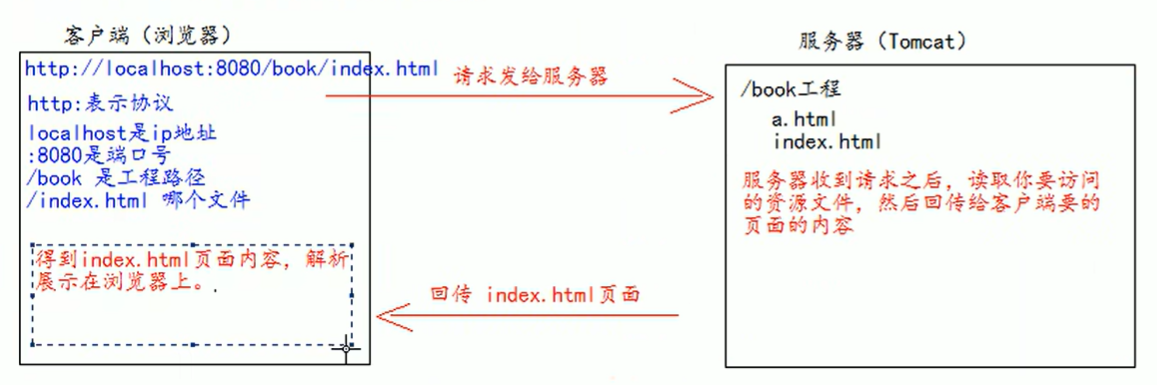 客户端（浏览器）
http://localhost:8080/book/index.html
http:表示协议
localhost是ip地址
:8080是端口号
/book 是工程路径
/index.html 哪个文件
得到index.html页面内容，解析
展示在浏览器上。
请求发给服务器
回传 index.html页面
服务器（Tomcat）
/book工程
a.html
index.html
服务器收到请求之后，读取你要访问
的资源文件，然后回传给客户端要的
页面的内容